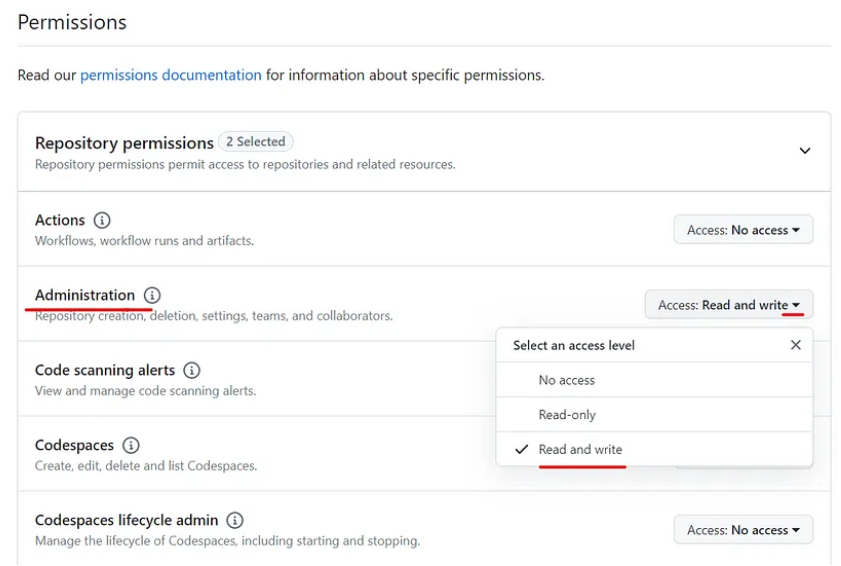 Permissions
Read our permissions documentation for information about specific permissions.
Repository permissions 2 Selected
Repository permissions permit access to repositories and related resources.
Actions
Workflows, workflow runs and artifacts.
Access: No access
Administration
Repository creation, deletion, settings, teams, and collaborators.
Access: Read and write
Select an access level
No access
Read-only
Read and write
Code scanning alerts
View and manage code scanning alerts.
Codespaces
Create, edit, delete and list Codespaces.
Codespaces lifecycle admin
Manage the lifecycle of Codespaces, including starting and stopping.
Access: No access